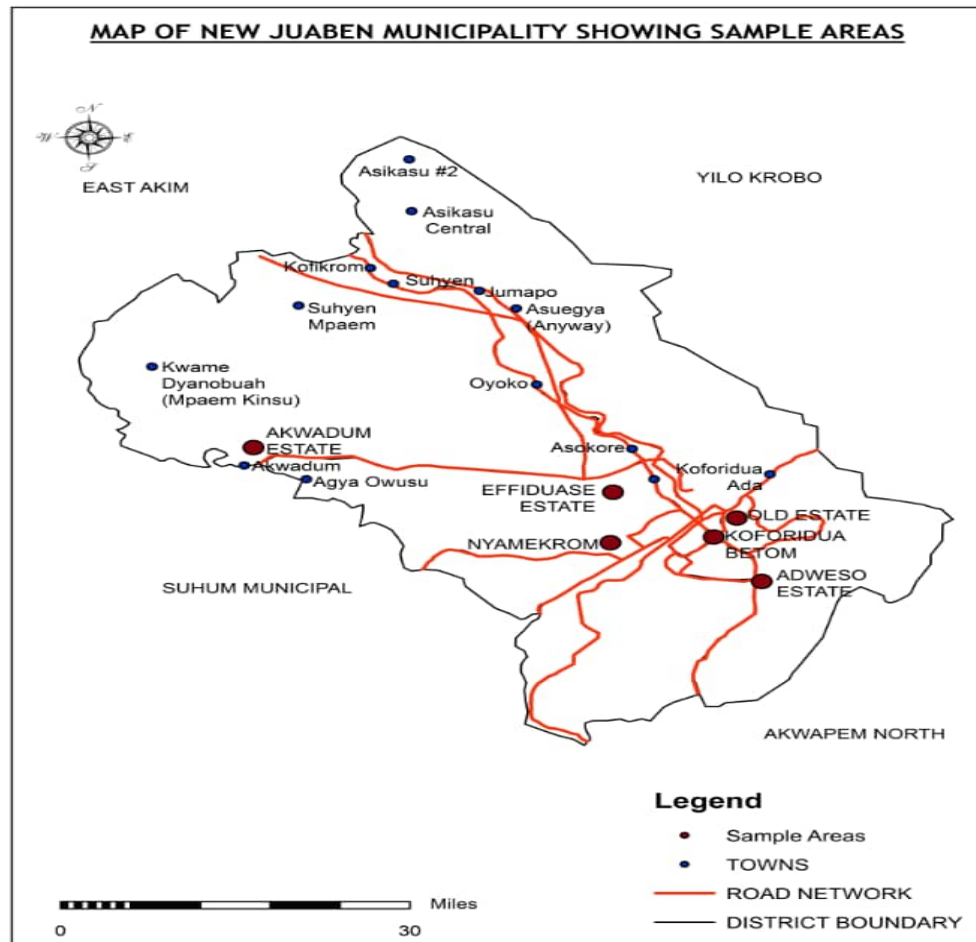 MAP OF NEW JUABEN MUNICIPALITY SHOWING SAMPLE AREAS
N
W
E
S
EAST AKIM
YILO KROBO
Asikasu #2
Asikasu
Central
Kofikrom
Suhyen
Jumapo
Suhyen
Mpaem
Asuegya
(Anyway)
Kwame
Dyanobuah
(Mpaem Kinsu)
Oyoko
AKWADUM
ESTATE
Akwadum
Agya Owusu
Asokore
Koforidua
Ada
EFFIDUASE
ESTATE
OLD ESTATE
NYAMEKROM
KOFORIDUA
BETOM
ADWESO
ESTATE
SUHUM MUNICIPAL
AKWAPEM NORTH
Legend
Sample Areas
TOWNS
ROAD NETWORK
DISTRICT BOUNDARY
Miles
0
30